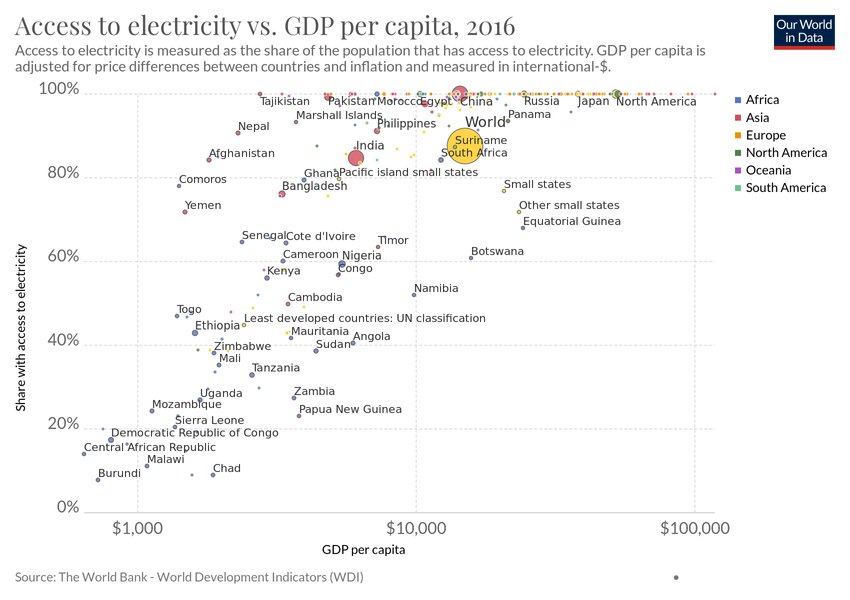 Access to electricity vs. GDP per capita, 2016
Our World
in Data
Access to electricity is measured as the share of the population that has access to electricity. GDP per capita is
adjusted for price differences between countries and inflation and measured in international-$.
100%
Tajikistan
Pakistan
Morocco
Egypt
China
Russia
Japan
North America
Africa
Asia
Europe
North America
Oceania
South America
Marshall Islands
Philippines
Panama
World
Nepal
Suriname
India
South Africa
Afghanistan
80%
Ghana
Pacific island small states
Comoros
Bangladesh
Small states
Yemen
Other small states
Equatorial Guinea
Senegal
Cote d'Ivoire
Timor
60%
Cameroon
Nigeria
Botswana
Kenya
Congo
Namibia
Cambodia
Togo
Least developed countries: UN classification
Ethiopia
Mauritania
40%
Zimbabwe
Sudan
Angola
Mali
Tanzania
Uganda
Zambia
Mozambique
Papua New Guinea
20%
Sierra Leone
Democratic Republic of Congo
Central African Republic
Malawi
Burundi
Chad
0%
Share with access to electricity
$1,000
$10,000
$100,000
GDP per capita
Source: The World Bank - World Development Indicators (WDI)